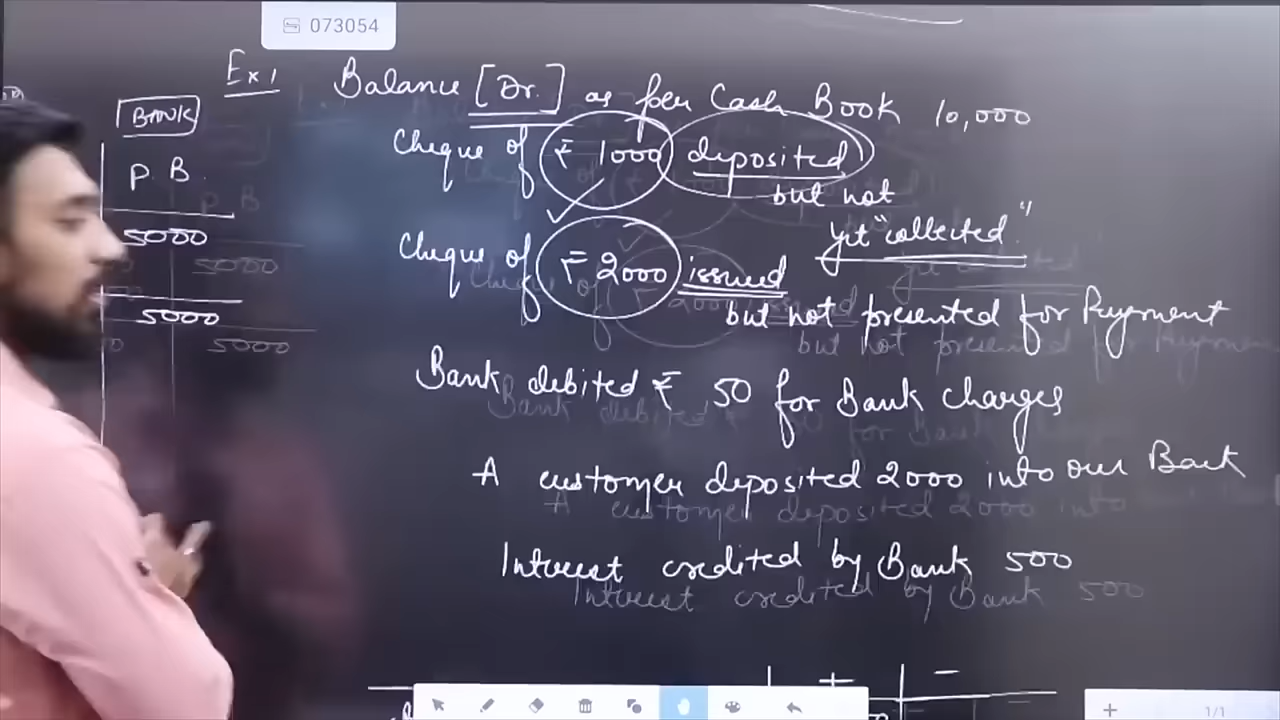 073054
Ex 1
Balance [Dr.] as per Cash Book 10,000
Cheque of ₹ 1000 deposited
but not
yet "collected."
Cheque of ₹ 2000 issued
but not presented for Payment
Bank debited ₹ 50 for Bank charges
A customer deposited 2000 into our Bank
Interest credited by Bank 500
BANK
P. B.
5000
5000
+ −
1/1